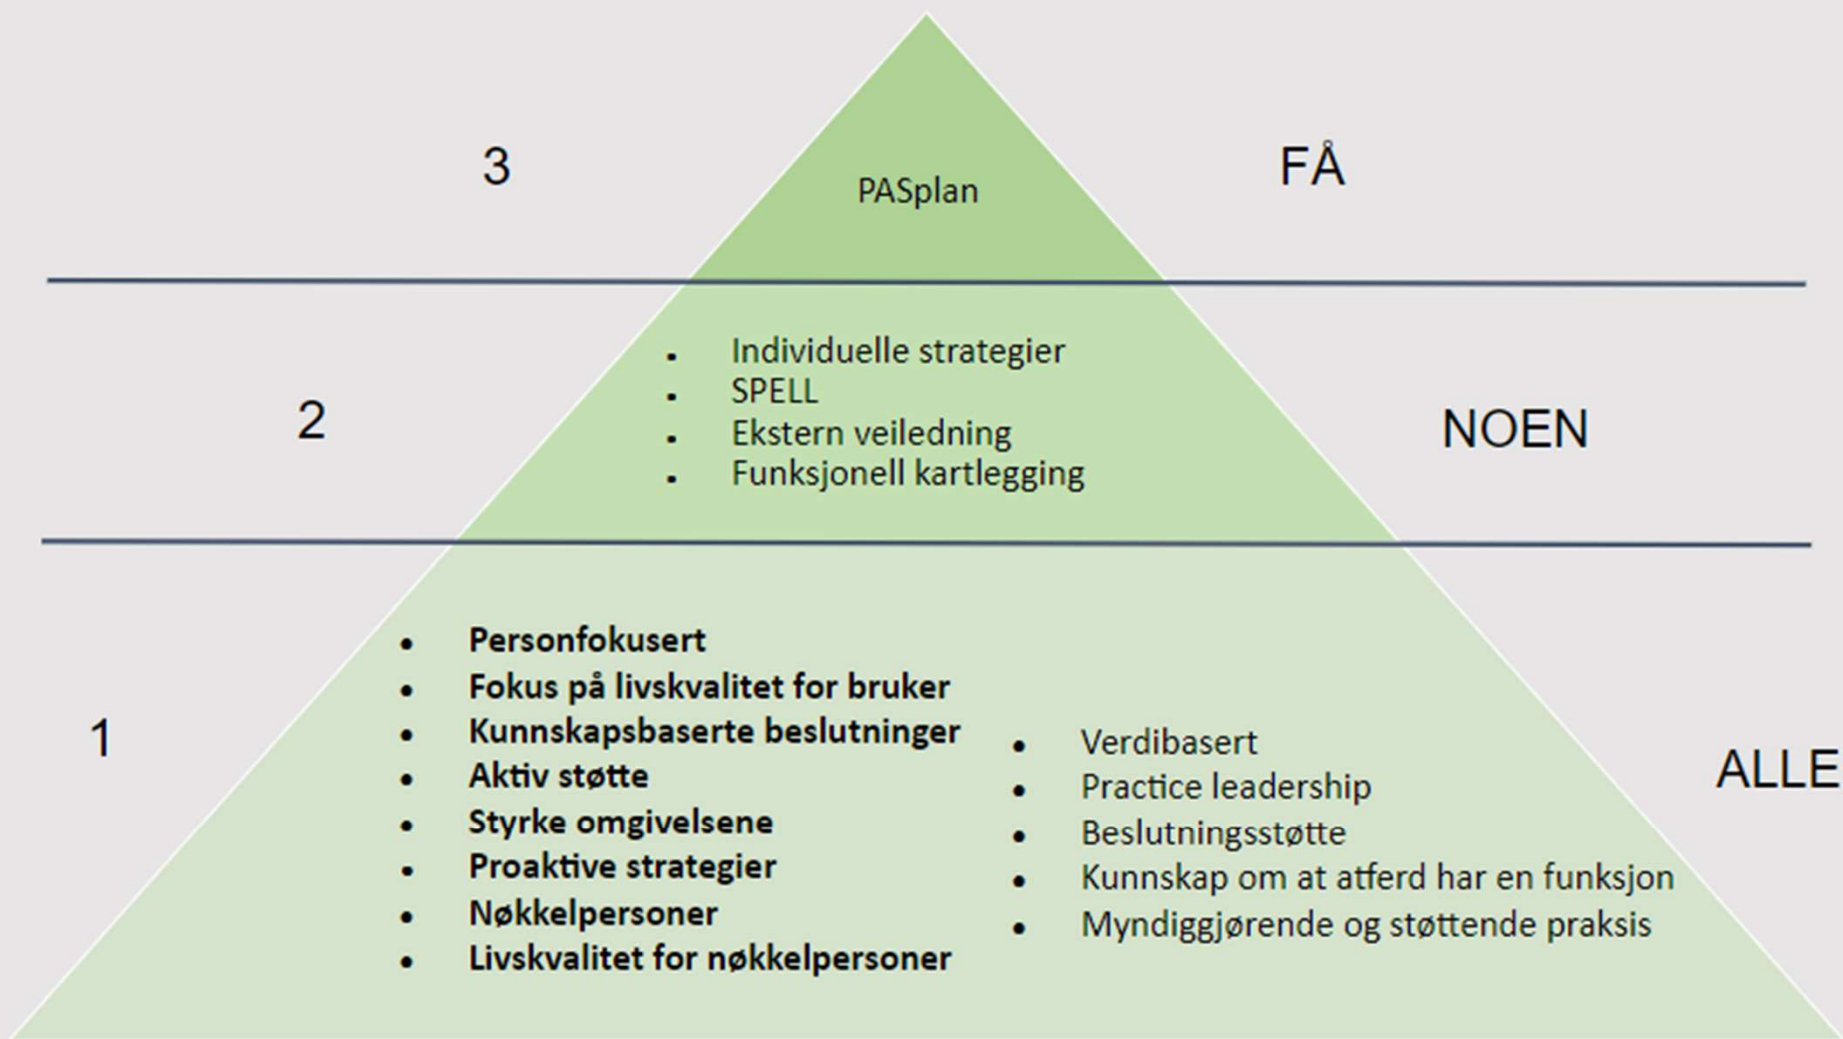 3
PASplan
FÅ
2
Individuelle strategier
SPELL
Ekstern veiledning
Funksjonell kartlegging
NOEN
1
Personfokusert
Fokus på livskvalitet for bruker
Kunnskapsbaserte beslutninger
Aktiv støtte
Styrke omgivelsene
Proaktive strategier
Nøkkelpersoner
Livskvalitet for nøkkelpersoner
Verdibasert
Practice leadership
Beslutningsstøtte
Kunnskap om at atferd har en funksjon
Myndiggjørende og støttende praksis
ALLE